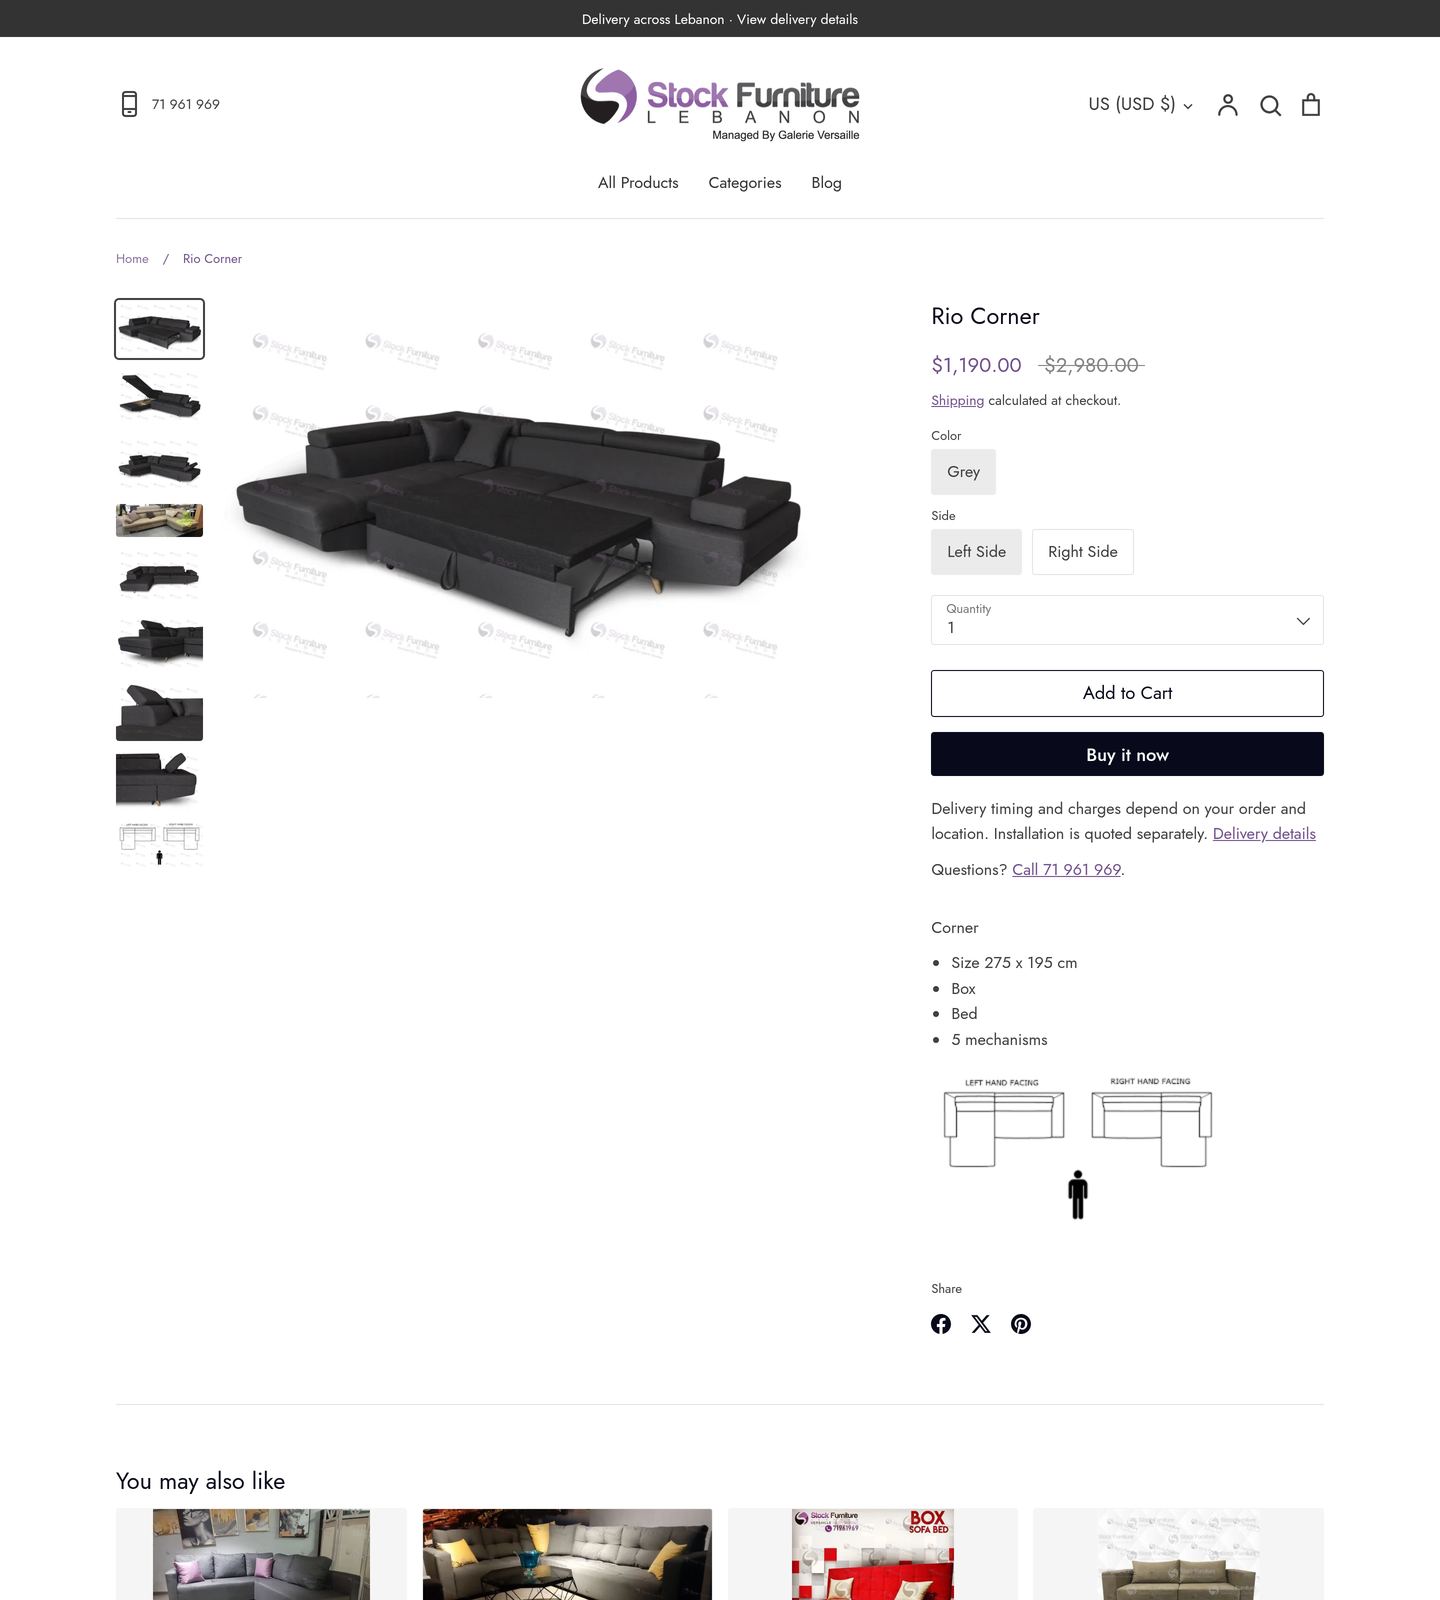 Delivery across Lebanon · View delivery details
71 961 969
Stock Furniture
LEBANON
Managed By Galerie Versaille
US (USD $)
All Products Categories Blog
Home / Rio Corner
Rio Corner
$1,190.00 $2,980.00
Shipping calculated at checkout.
Color
Grey
Side
Left Side Right Side
Quantity
1
Add to Cart
Buy it now
Delivery timing and charges depend on your order and
location. Installation is quoted separately. Delivery details
Questions? Call 71 961 969.
Corner
Size 275 x 195 cm
Box
Bed
5 mechanisms
LEFT HAND FACING RIGHT HAND FACING
Share
You may also like
Stock Furniture
BOX
SOFA BED